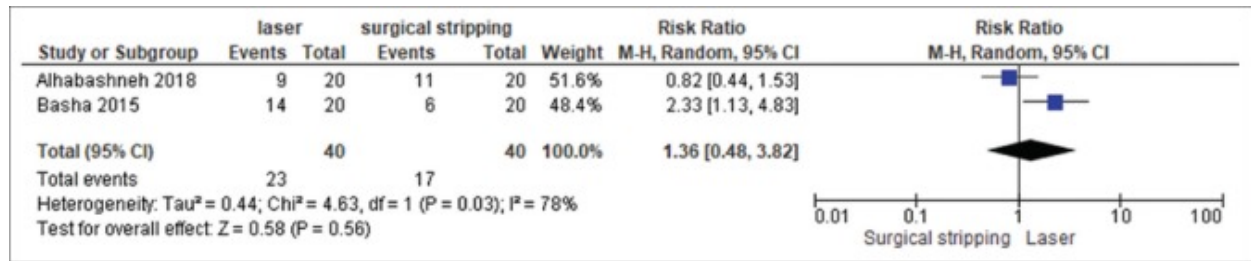 laser surgical stripping Risk Ratio Risk Ratio
Study or Subgroup Events Total Events Total Weight M-H, Random, 95% CI M-H, Random, 95% CI
Alhabashneh 2018 9 20 11 20 51.6% 0.82 [0.44, 1.53]
Basha 2015 14 20 6 20 48.4% 2.33 [1.13, 4.83]
Total (95% CI) 40 40 100.0% 1.36 [0.48, 3.82]
Total events 23 17
Heterogeneity: Tau² = 0.44; Chi² = 4.63, df = 1 (P = 0.03); I² = 78%
Test for overall effect: Z = 0.58 (P = 0.56)
0.01 0.1 1 10 100
Surgical stripping Laser